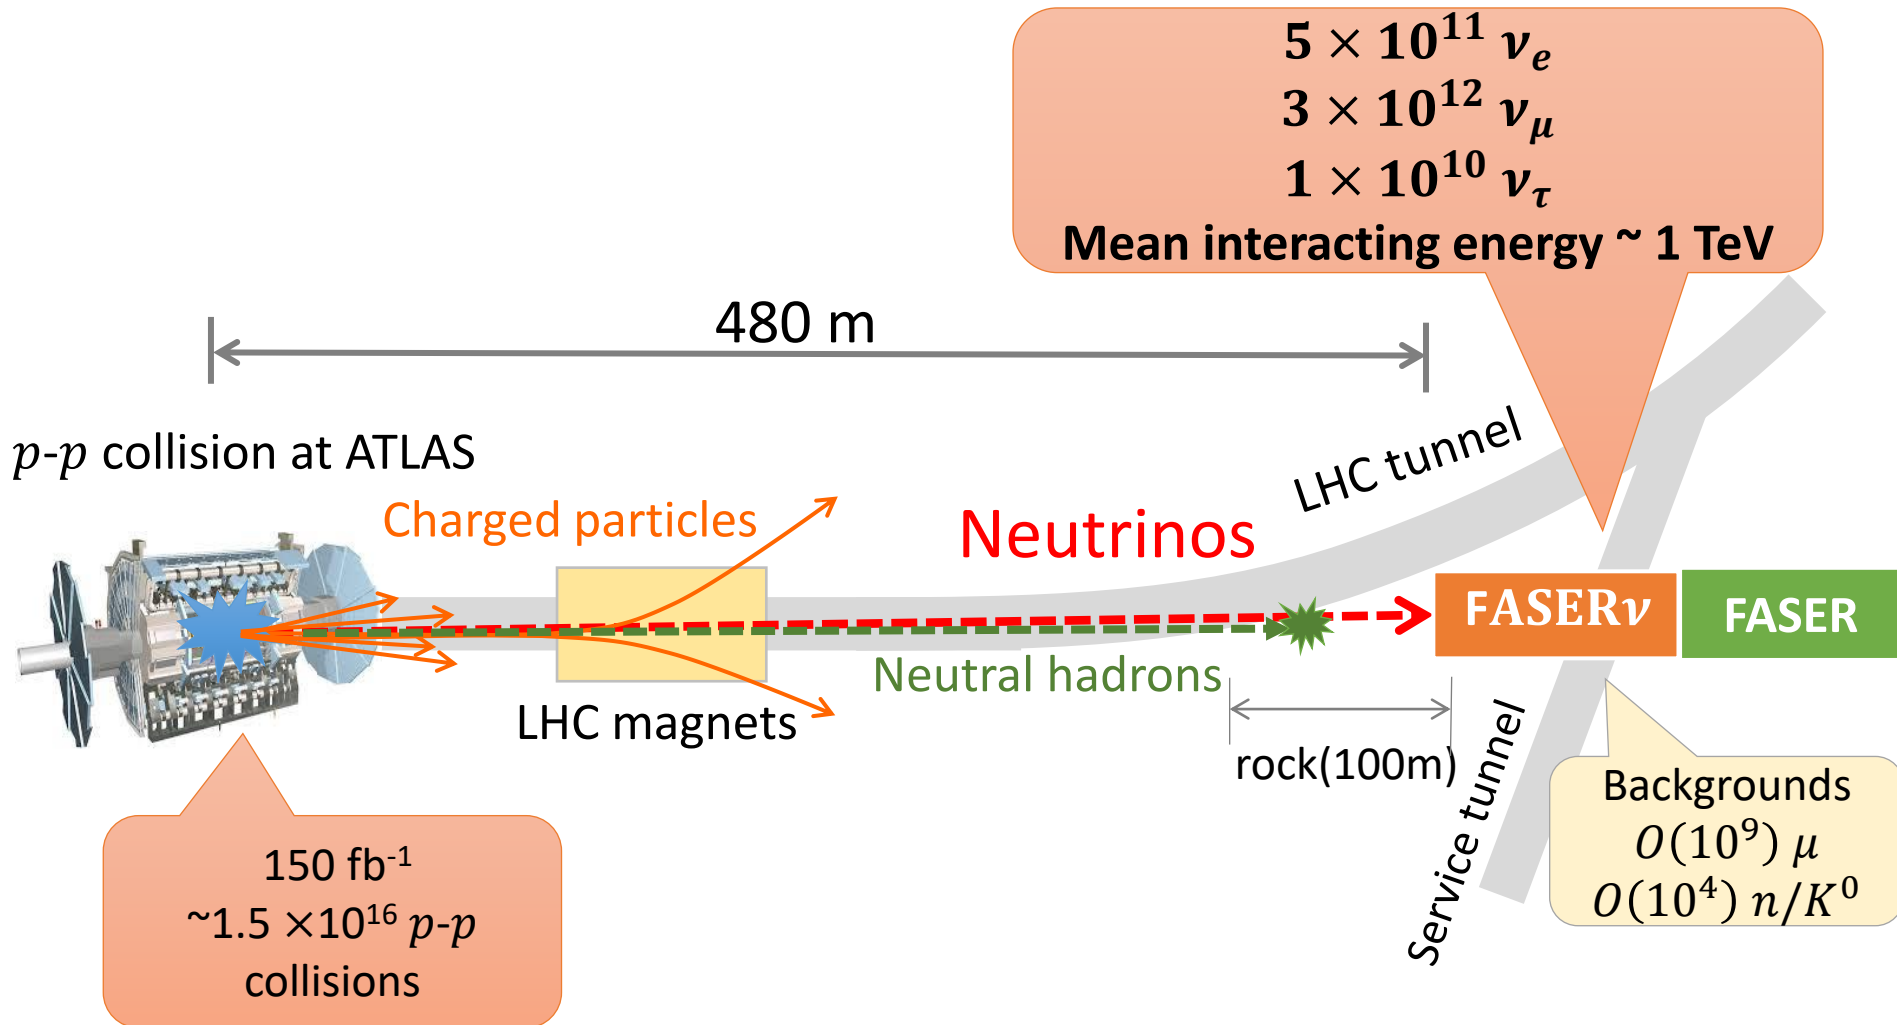 5 × 10¹¹ νₑ
3 × 10¹² ν_μ
1 × 10¹⁰ ν_τ
Mean interacting energy ~ 1 TeV
480 m
p-p collision at ATLAS
LHC tunnel
Charged particles
Neutrinos
FASERν
FASER
Neutral hadrons
LHC magnets
rock(100m)
Service tunnel
Backgrounds
O(10⁹) μ
O(10⁴) n/K⁰
150 fb⁻¹
~1.5 ×10¹⁶ p-p
collisions